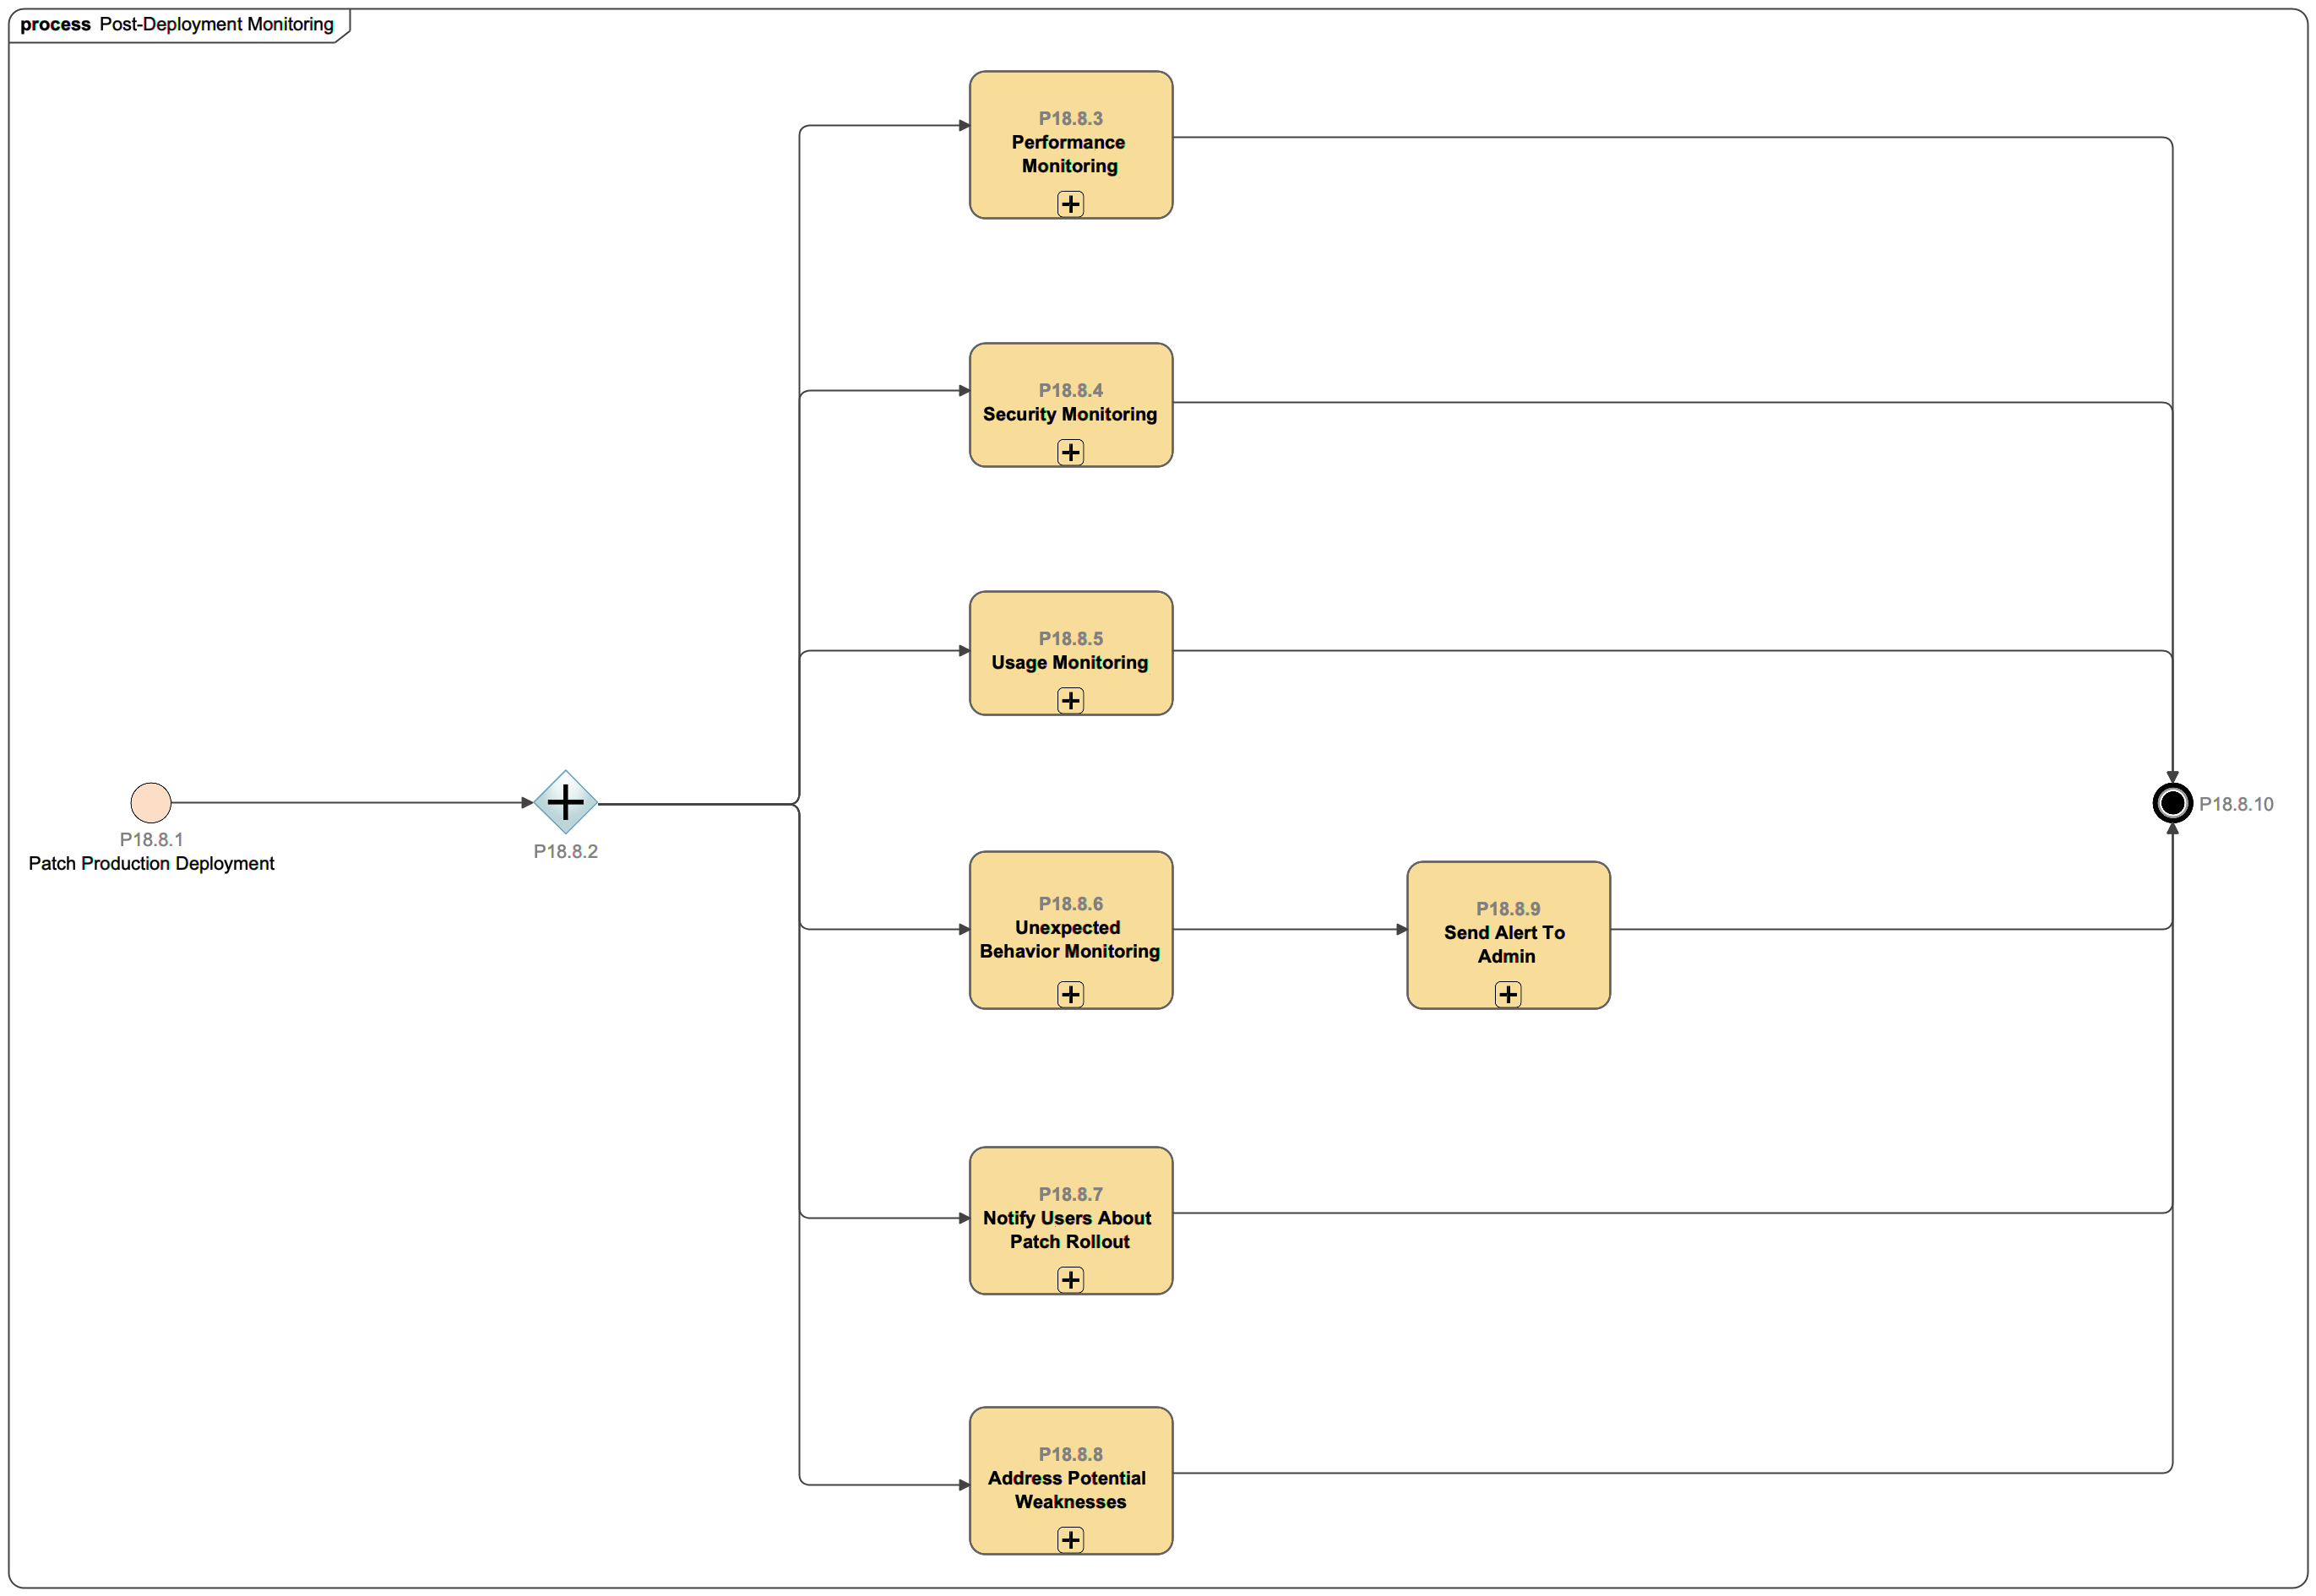 process Post-Deployment Monitoring
P18.8.3
Performance
Monitoring
P18.8.4
Security Monitoring
P18.8.5
Usage Monitoring
P18.8.1
Patch Production Deployment
P18.8.2
P18.8.10
P18.8.6
Unexpected
Behavior Monitoring
P18.8.9
Send Alert To
Admin
P18.8.7
Notify Users About
Patch Rollout
P18.8.8
Address Potential
Weaknesses